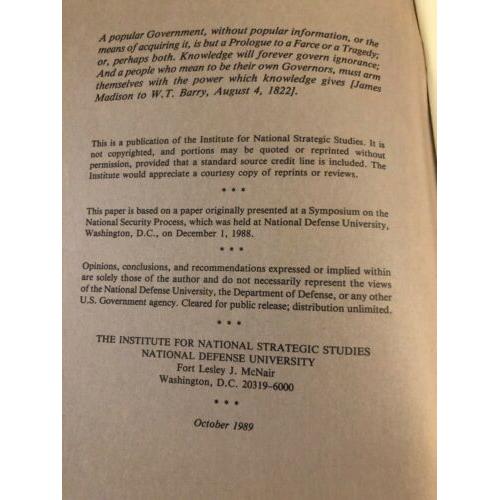 A popular Government, without popular information, or the
means of acquiring it, is but a Prologue to a Farce or a Tragedy;
or, perhaps both. Knowledge will forever govern ignorance;
And a people who mean to be their own Governors, must arm
themselves with the power which knowledge gives [James
Madison to W.T. Barry, August 4, 1822].
This is a publication of the Institute for National Strategic Studies. It is
not copyrighted, and portions may be quoted or reprinted without
permission, provided that a standard source credit line is included. The
Institute would appreciate a courtesy copy of reprints or reviews.
* * *
This paper is based on a paper originally presented at a Symposium on the
National Security Process, which was held at National Defense University,
Washington, D.C., on December 1, 1988.
* * *
Opinions, conclusions, and recommendations expressed or implied within
are solely those of the author and do not necessarily represent the views
of the National Defense University, the Department of Defense, or any other
U.S. Government agency. Cleared for public release; distribution unlimited.
* * *
THE INSTITUTE FOR NATIONAL STRATEGIC STUDIES
NATIONAL DEFENSE UNIVERSITY
Fort Lesley J. McNair
Washington, D.C. 20319-6000
* * *
October 1989